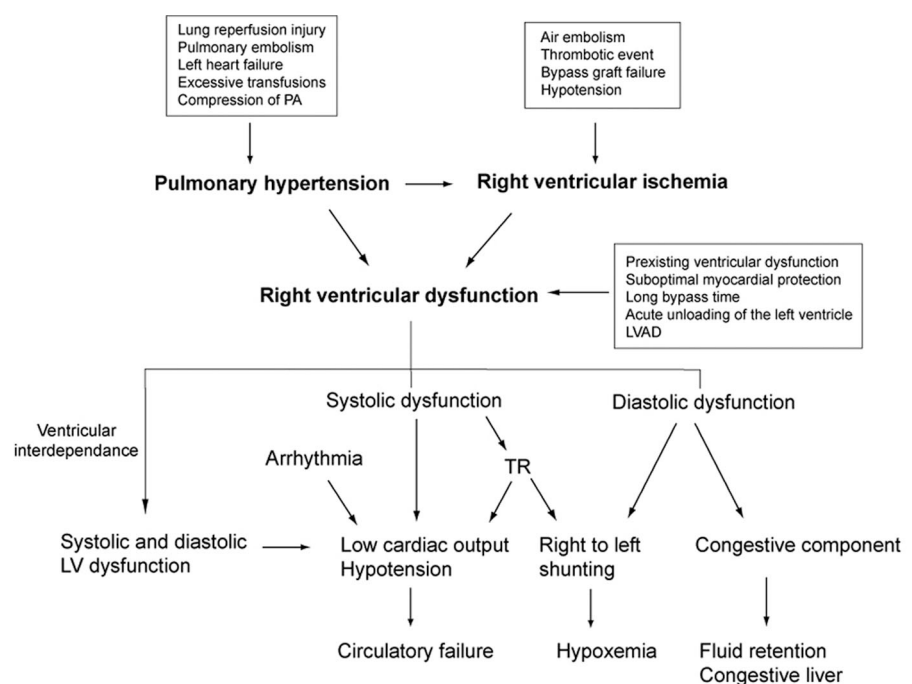 Lung reperfusion injury
Pulmonary embolism
Left heart failure
Excessive transfusions
Compression of PA
Air embolism
Thrombotic event
Bypass graft failure
Hypotension
Pulmonary hypertension
Right ventricular ischemia
Prexisting ventricular dysfunction
Suboptimal myocardial protection
Long bypass time
Acute unloading of the left ventricle
LVAD
Right ventricular dysfunction
Systolic dysfunction
Diastolic dysfunction
Ventricular
interdependance
Arrhythmia
TR
Systolic and diastolic
LV dysfunction
Low cardiac output
Hypotension
Right to left
shunting
Congestive component
Circulatory failure
Hypoxemia
Fluid retention
Congestive liver